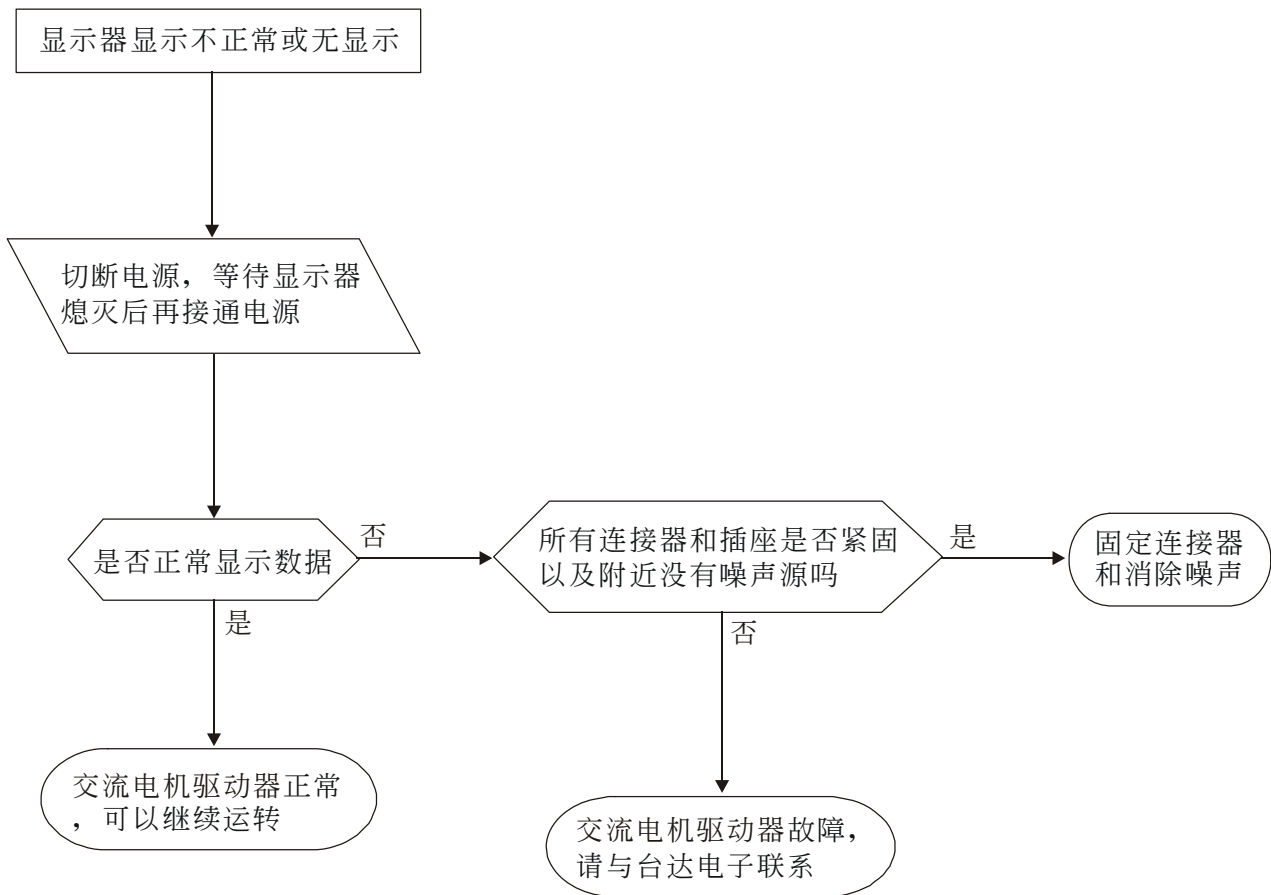 显示器显示不正常或无显示
切断电源，等待显示器
熄灭后再接通电源
是否正常显示数据
否
所有连接器和插座是否紧固
以及附近没有噪声源吗
是
固定连接器
和消除噪声
是
否
交流电机驱动器正常
，可以继续运转
交流电机驱动器故障，
请与台达电子联系